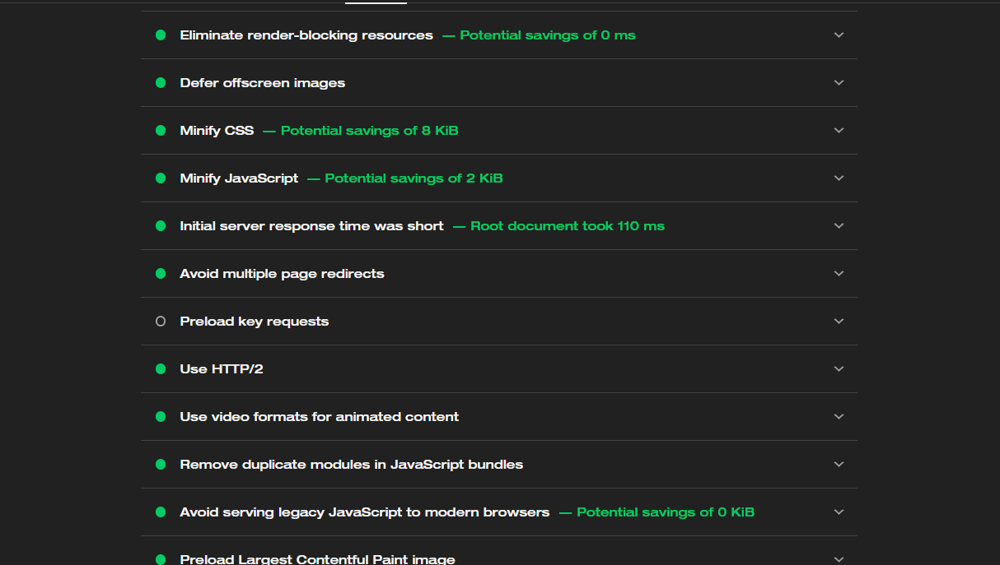 Eliminate render-blocking resources — Potential savings of 0 ms
Defer offscreen images
Minify CSS — Potential savings of 8 KiB
Minify JavaScript — Potential savings of 2 KiB
Initial server response time was short — Root document took 110 ms
Avoid multiple page redirects
Preload key requests
Use HTTP/2
Use video formats for animated content
Remove duplicate modules in JavaScript bundles
Avoid serving legacy JavaScript to modern browsers — Potential savings of 0 KiB
Preload Largest Contentful Paint image